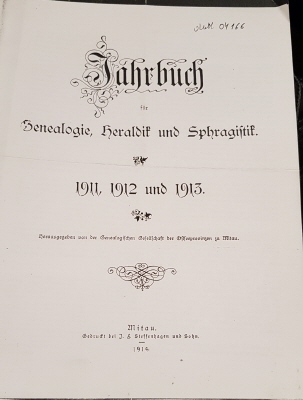 04166
Jahrbuch
für
Genealogie, Heraldik und Sphragistik.
1911, 1912 und 1913.
Herausgegeben von der Genealogischen Gesellschaft der Ostseeprovinzen zu Mitau.
Mitau.
Gedruckt bei J. F. Steffenhagen und Sohn.
1914.